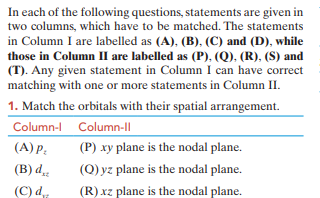 In each of the following questions, statements are given in
two columns, which have to be matched. The statements
in Column I are labelled as (A), (B), (C) and (D), while
those in Column II are labelled as (P), (Q), (R), (S) and
(T). Any given statement in Column I can have correct
matching with one or more statements in Column II.
1. Match the orbitals with their spatial arrangement.
Column-I Column-II
(A) p_z (P) xy plane is the nodal plane.
(B) d_xz (Q) yz plane is the nodal plane.
(C) d_yz (R) xz plane is the nodal plane.